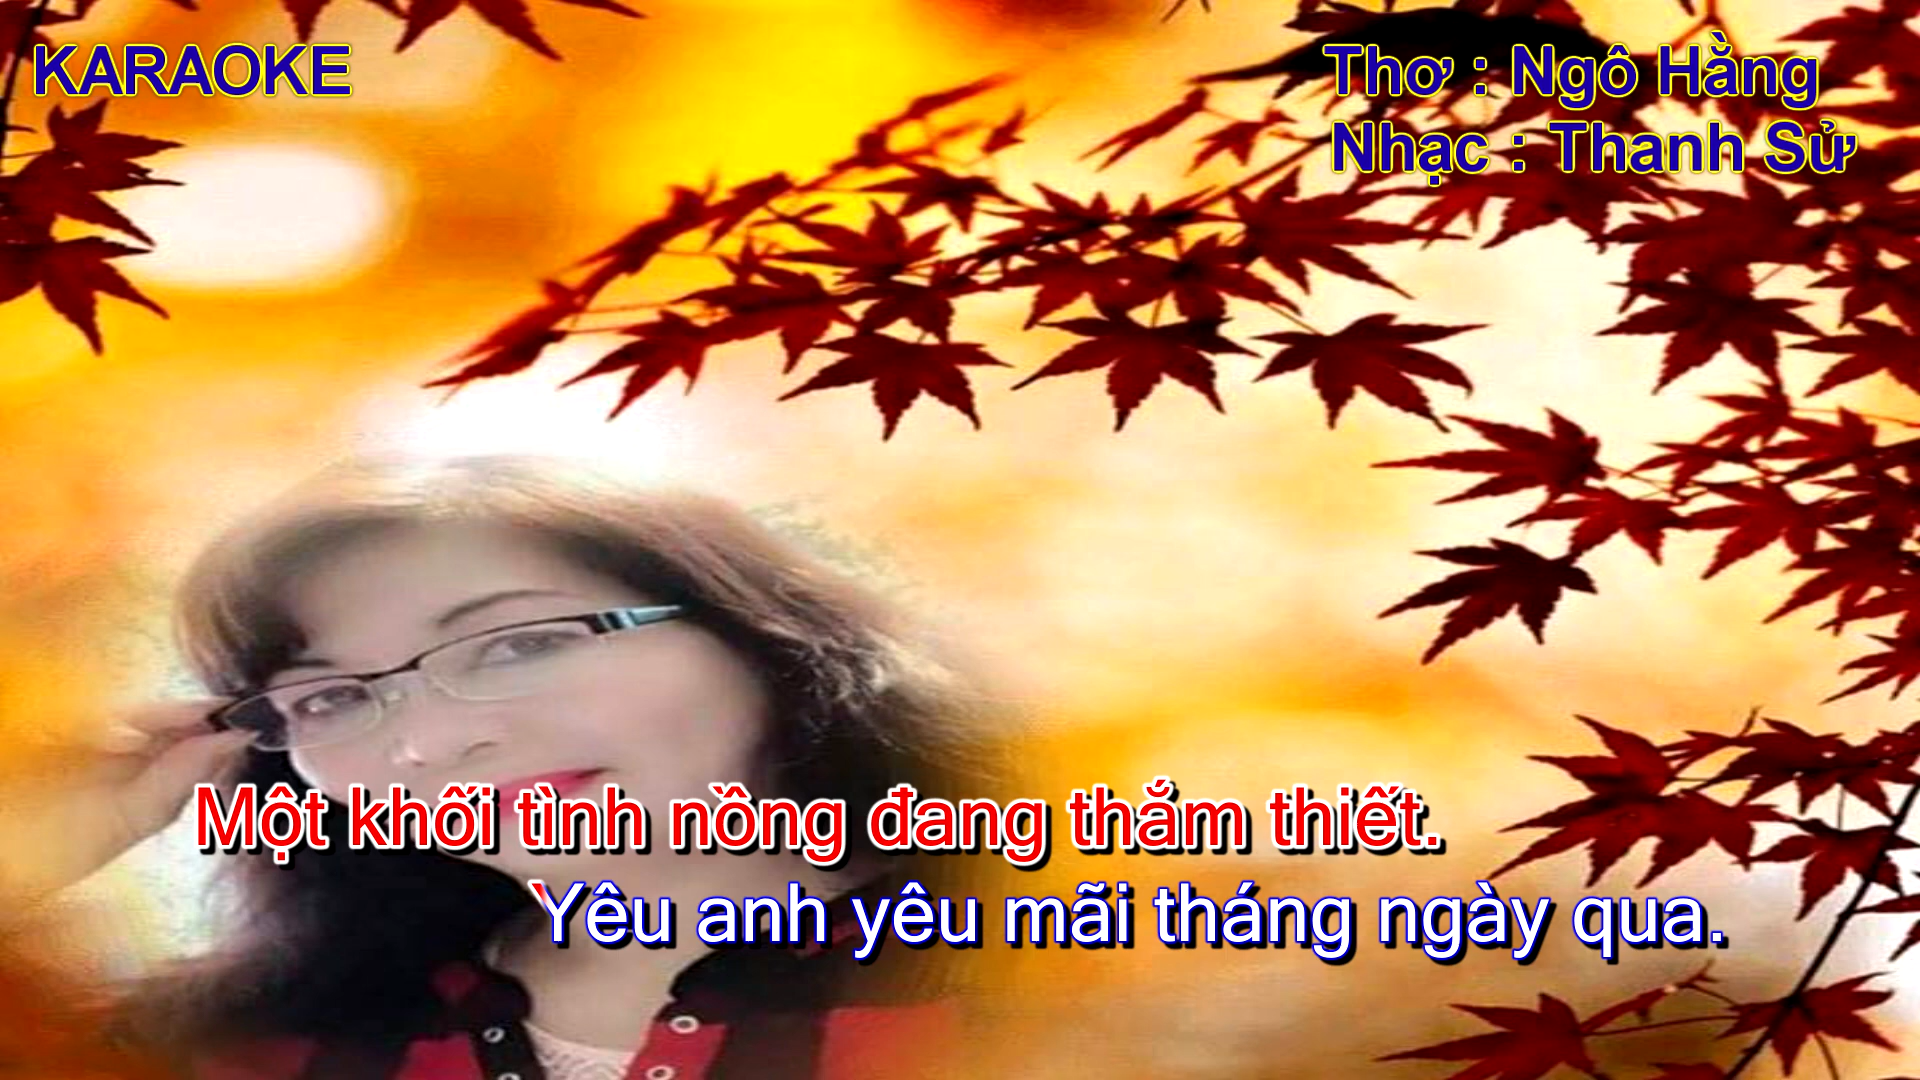 KARAOKE
Thơ : Ngô Hằng
Nhạc : Thanh Sử
Một khối tình nồng đang thắm thiết.
Yêu anh yêu mãi tháng ngày qua.